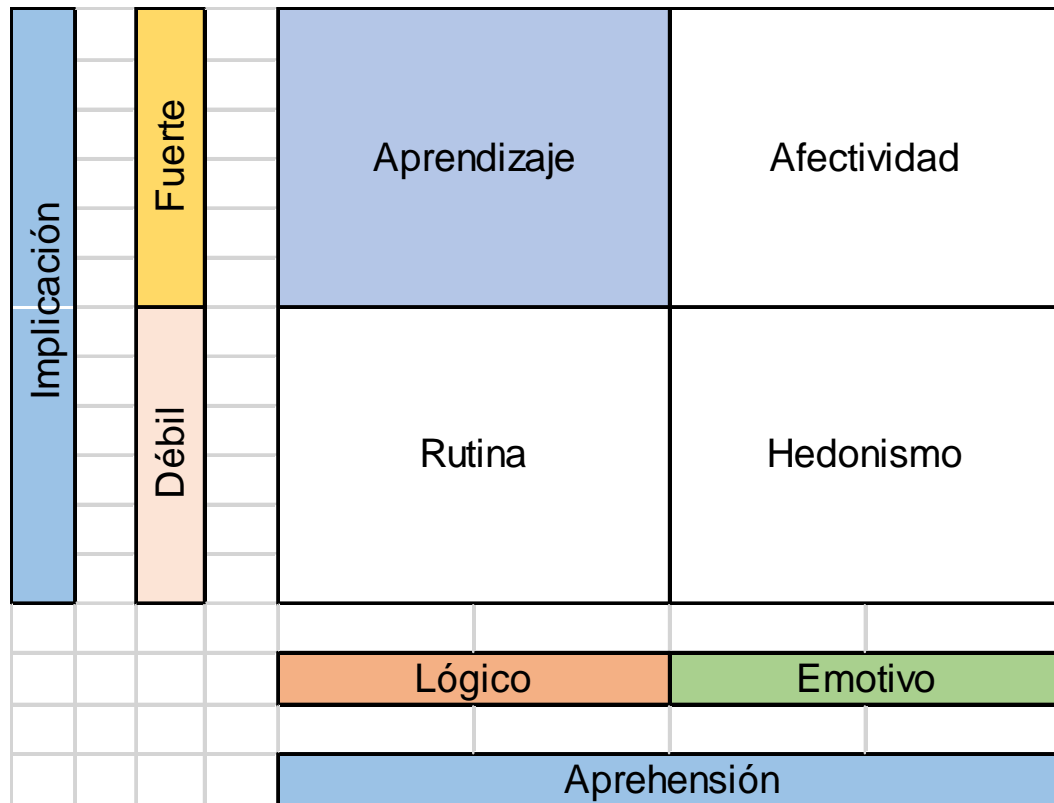 Implicación
Fuerte
Débil
Aprendizaje
Afectividad
Rutina
Hedonismo
Lógico
Emotivo
Aprehensión